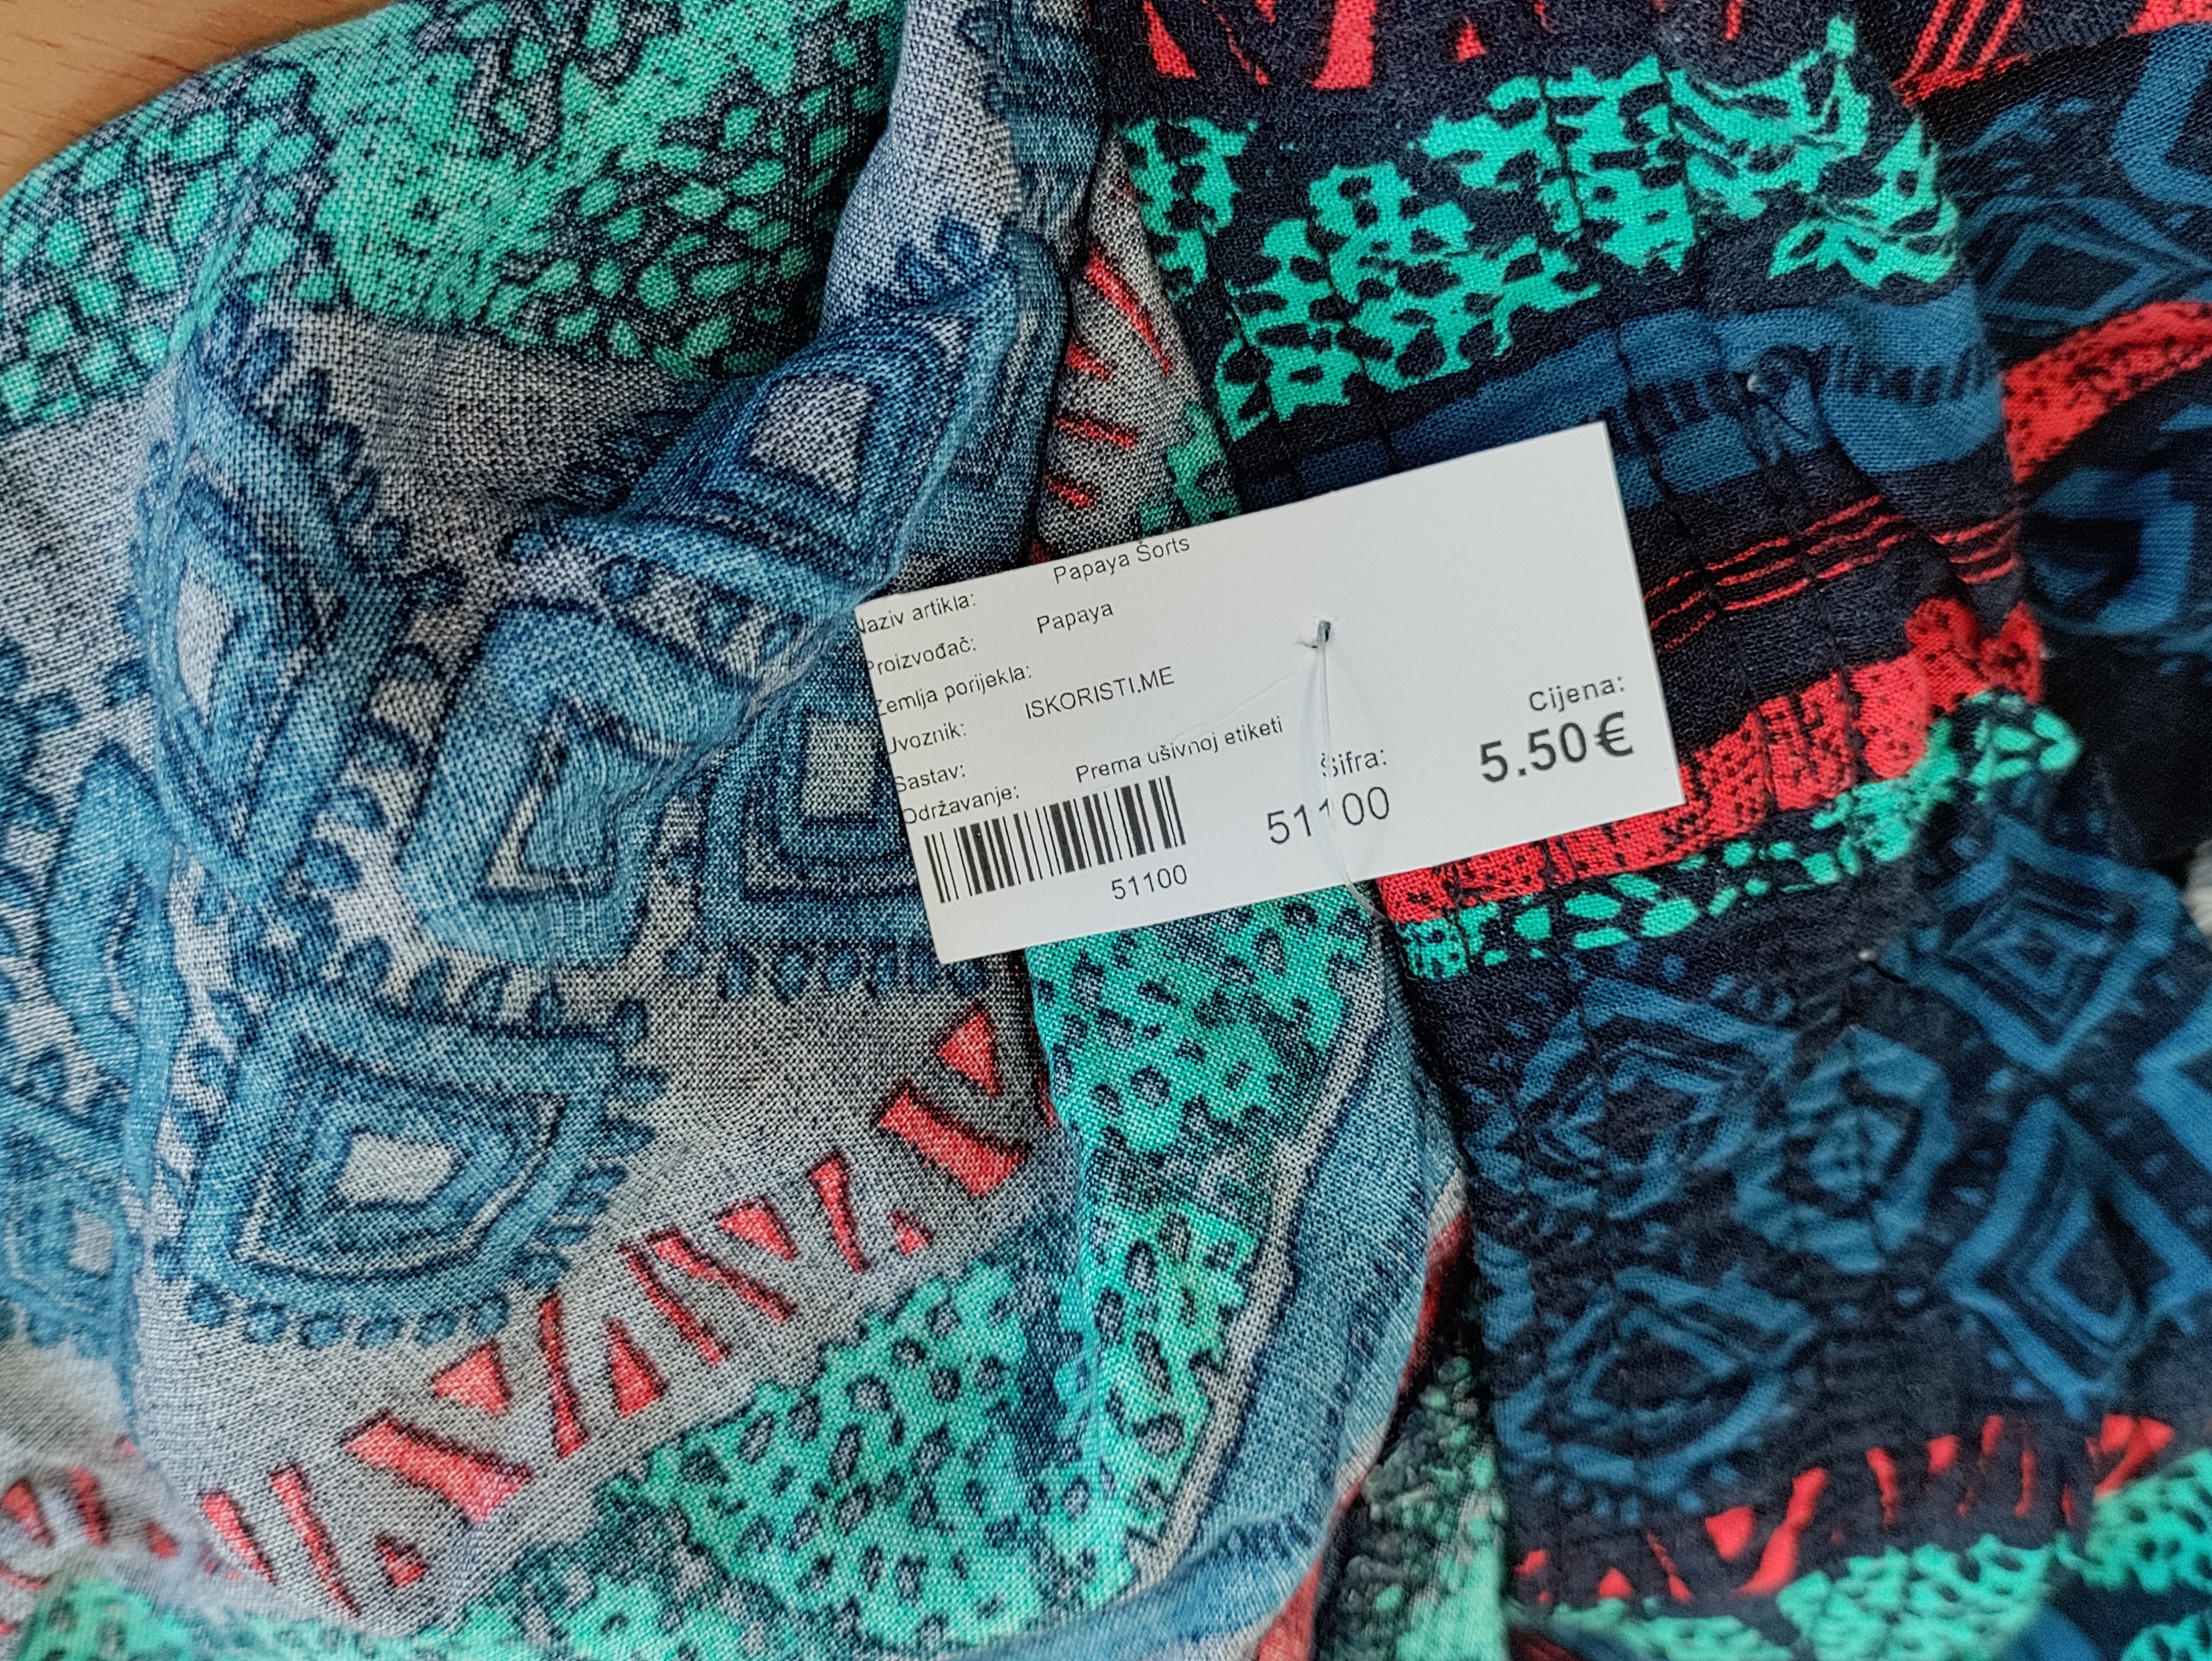 Naziv artikla: Papaya Šorts
Proizvođač: Papaya
Zemlja porijekla:
Uvoznik: ISKORISTI.ME
Sastav:
Održavanje: Prema ušivnoj etiketi
51100
Šifra:
51100
Cijena:
5.50€